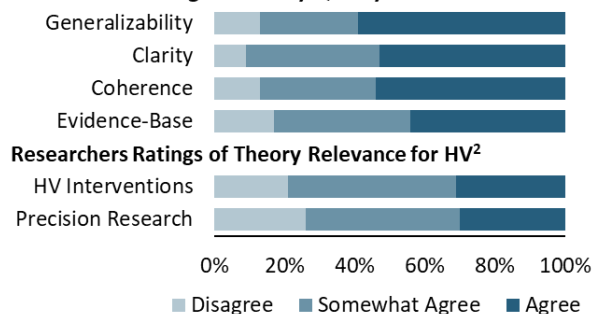 Generalizability
Clarity
Coherence
Evidence-Base
Researchers Ratings of Theory Relevance for HV²
HV Interventions
Precision Research
0% 20% 40% 60% 80% 100%
Disagree Somewhat Agree Agree